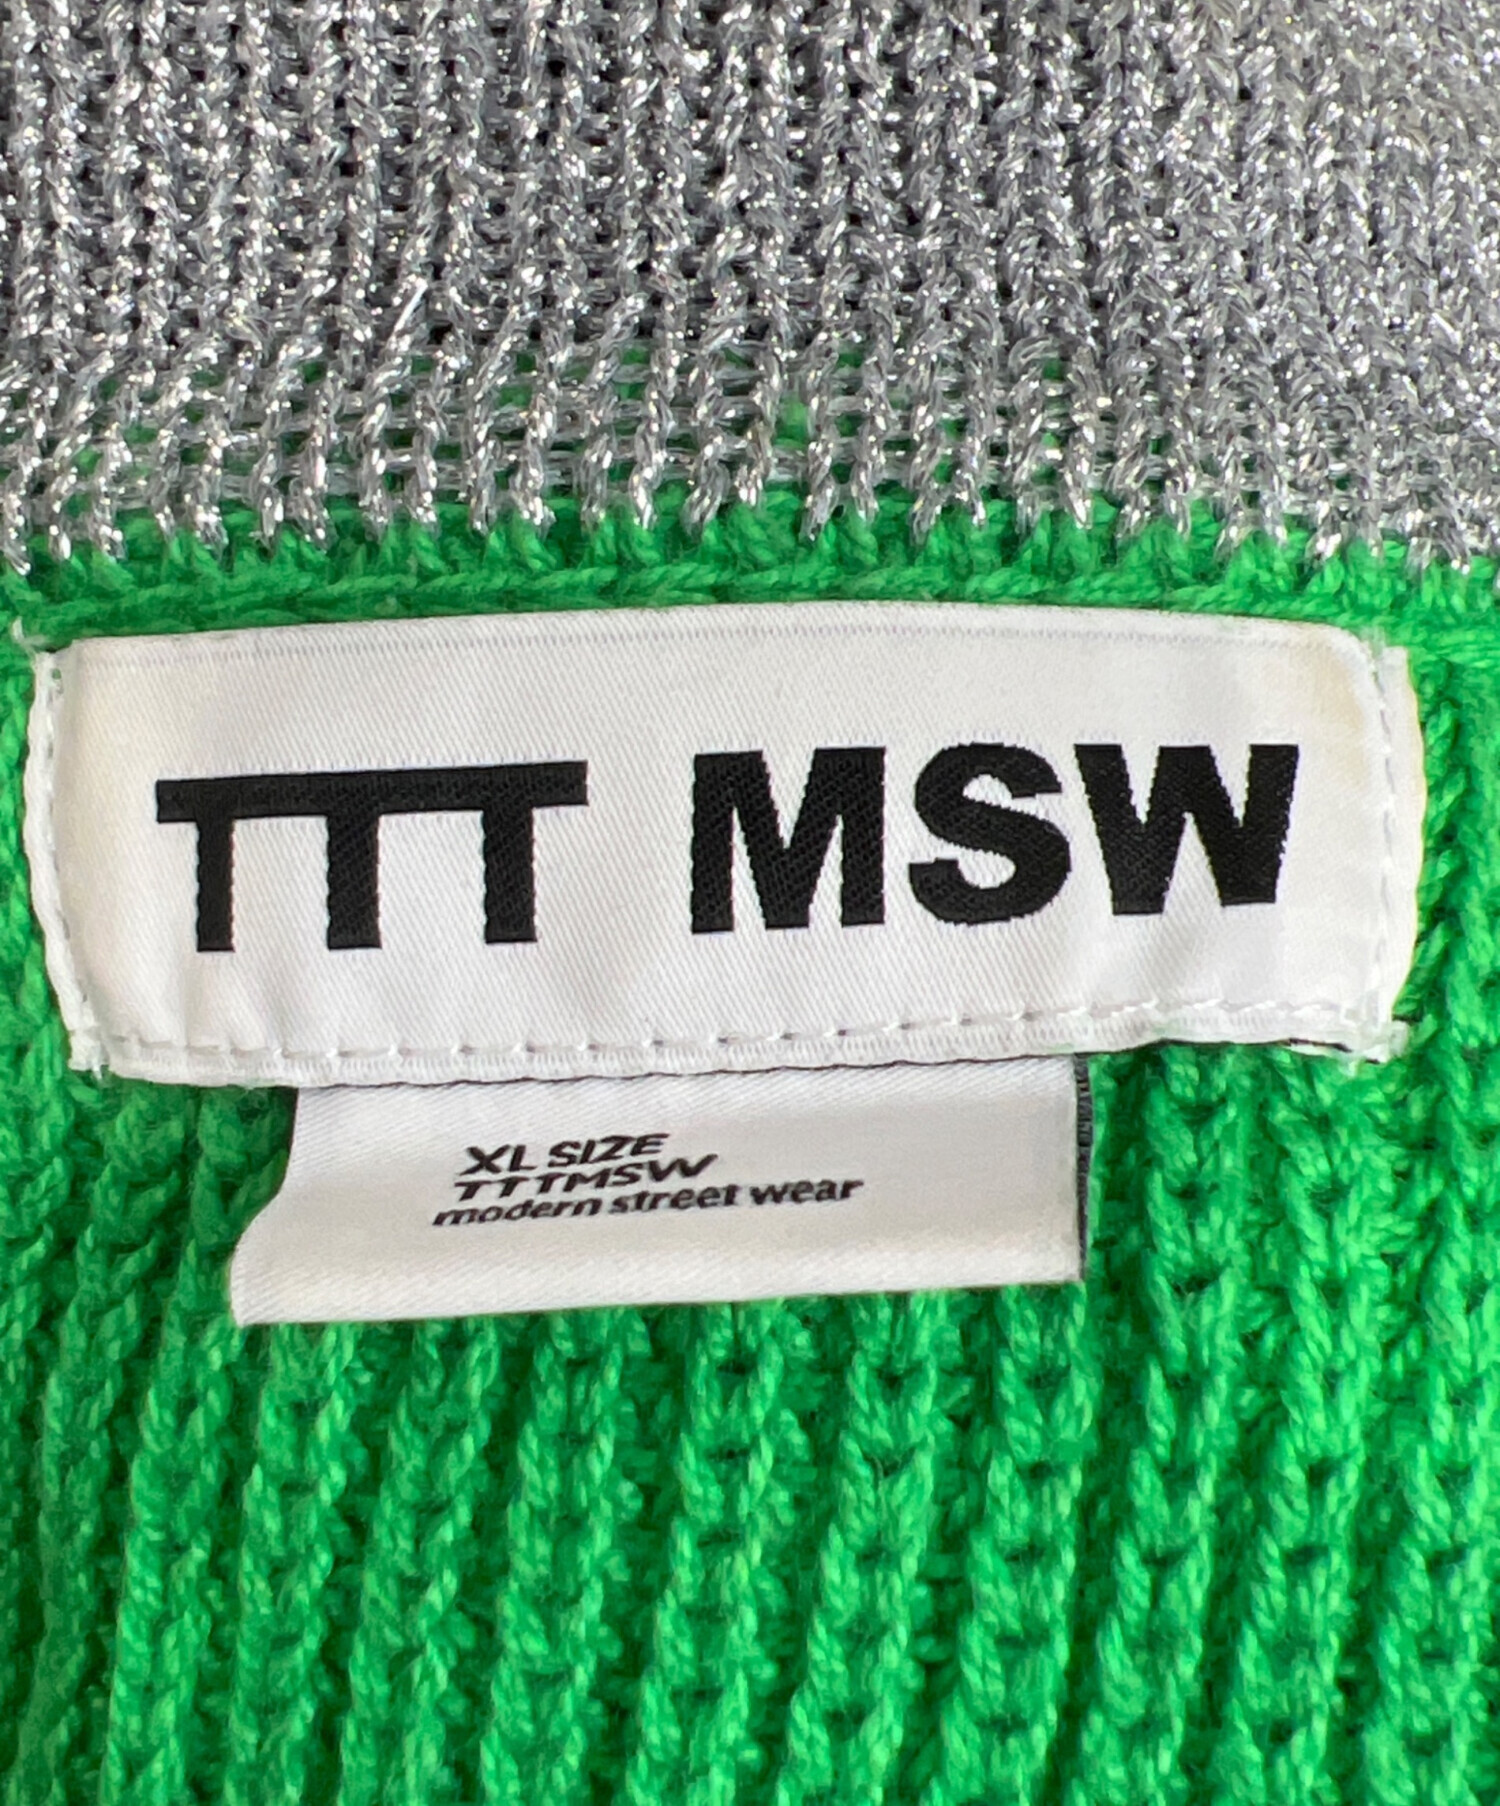 TTT MSW
XL SIZE
TTTMSW
modern street wear